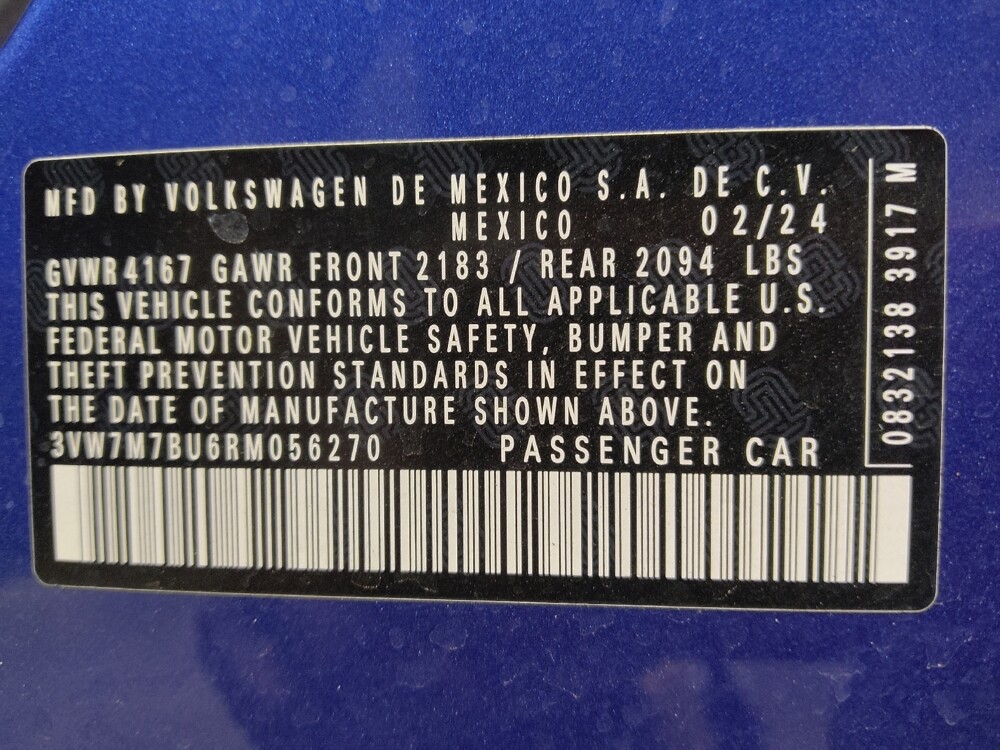 MFD BY VOLKSWAGEN DE MEXICO S.A. DE C.V.
MEXICO 02/24
GVWR 4167 GAWR FRONT 2183 / REAR 2094 LBS
THIS VEHICLE CONFORMS TO ALL APPLICABLE U.S.
FEDERAL MOTOR VEHICLE SAFETY, BUMPER AND
THEFT PREVENTION STANDARDS IN EFFECT ON
THE DATE OF MANUFACTURE SHOWN ABOVE.
3VW7M7BU6RM056270 PASSENGER CAR
0832138 3917 M